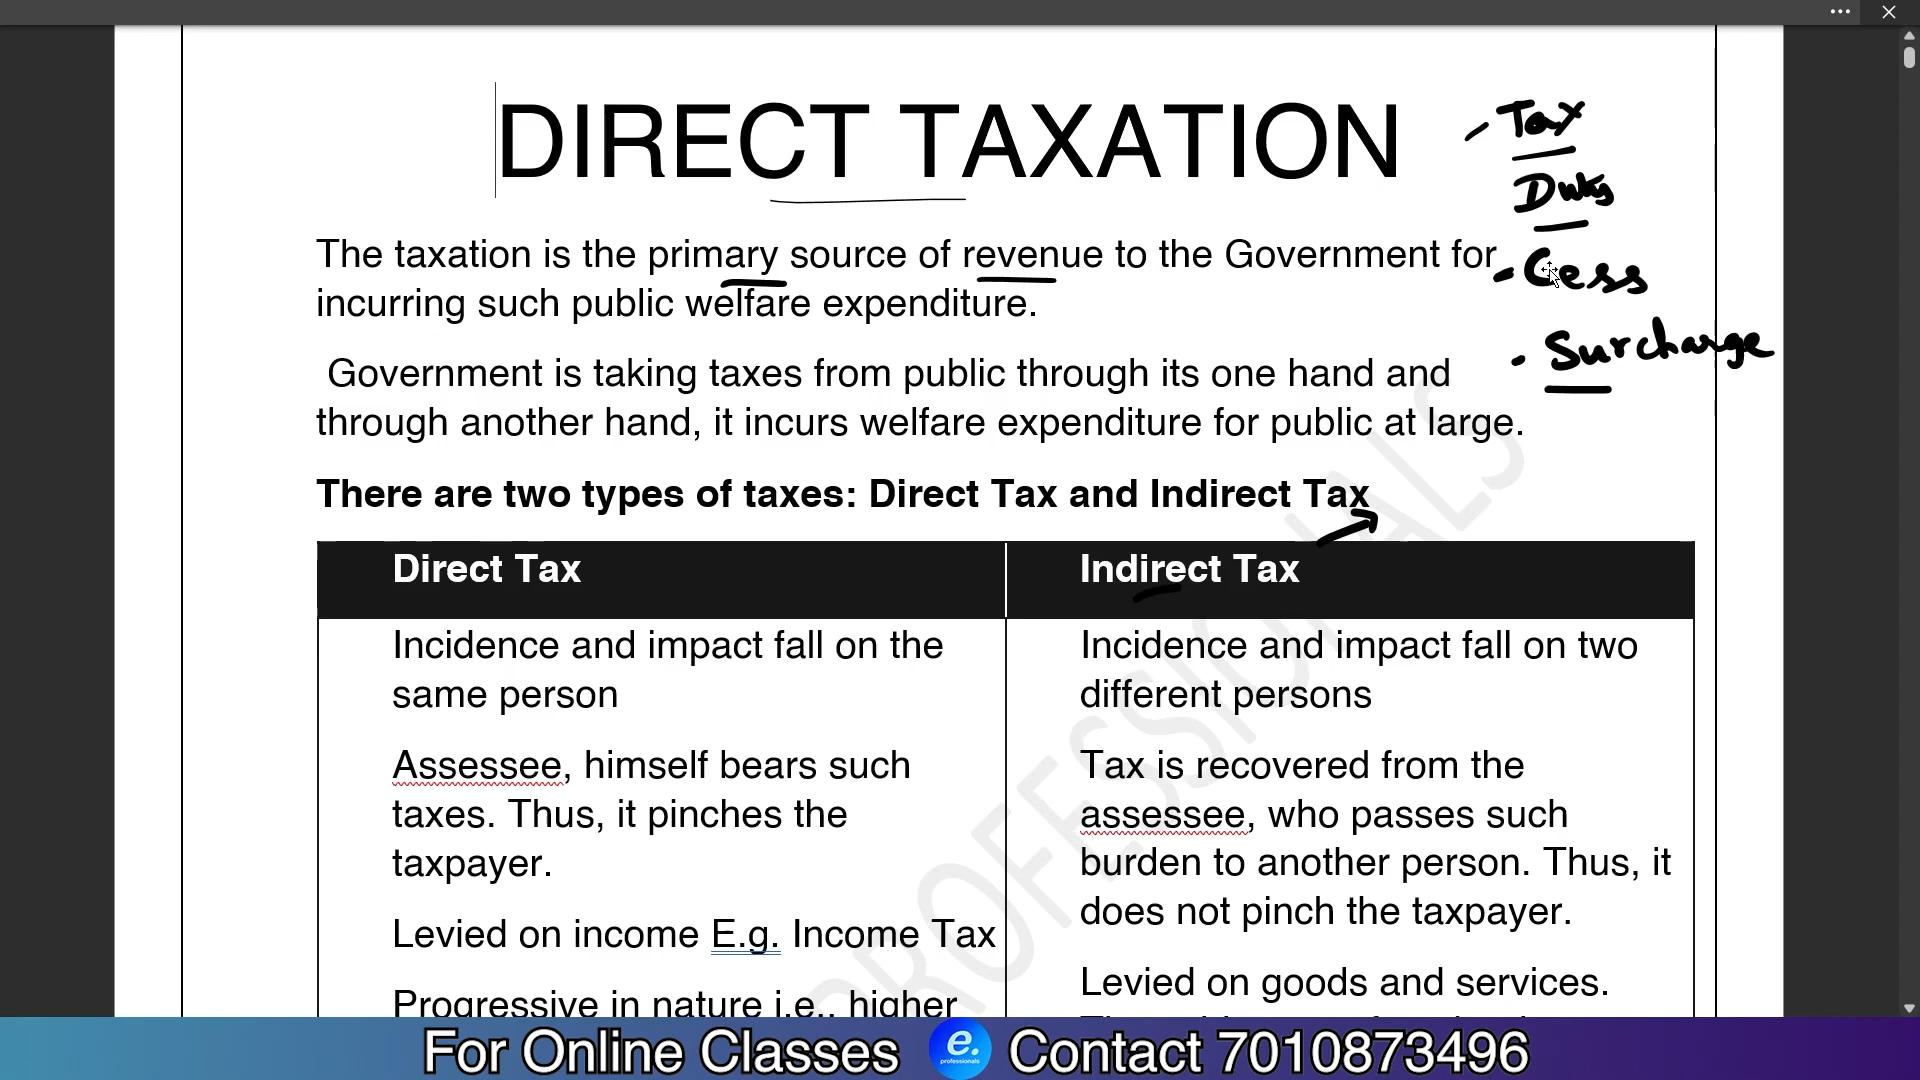 DIRECT TAXATION
- Tax
Duty
The taxation is the primary source of revenue to the Government for
- Cess
incurring such public welfare expenditure.
- Surcharge
Government is taking taxes from public through its one hand and
through another hand, it incurs welfare expenditure for public at large.
There are two types of taxes: Direct Tax and Indirect Tax
Direct Tax
Incidence and impact fall on the
same person
Assessee, himself bears such
taxes. Thus, it pinches the
taxpayer.
Levied on income E.g. Income Tax
Progressive in nature i.e., higher
Indirect Tax
Incidence and impact fall on two
different persons
Tax is recovered from the
assessee, who passes such
burden to another person. Thus, it
does not pinch the taxpayer.
Levied on goods and services.
PROFESSIONALS
For Online Classes e. professionals Contact 7010873496